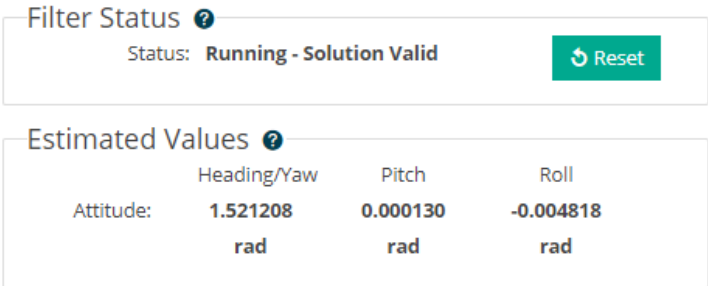 Filter Status ?
Status: Running - Solution Valid
Reset
Estimated Values ?
Heading/Yaw Pitch Roll
Attitude: 1.521208 0.000130 -0.004818
rad rad rad